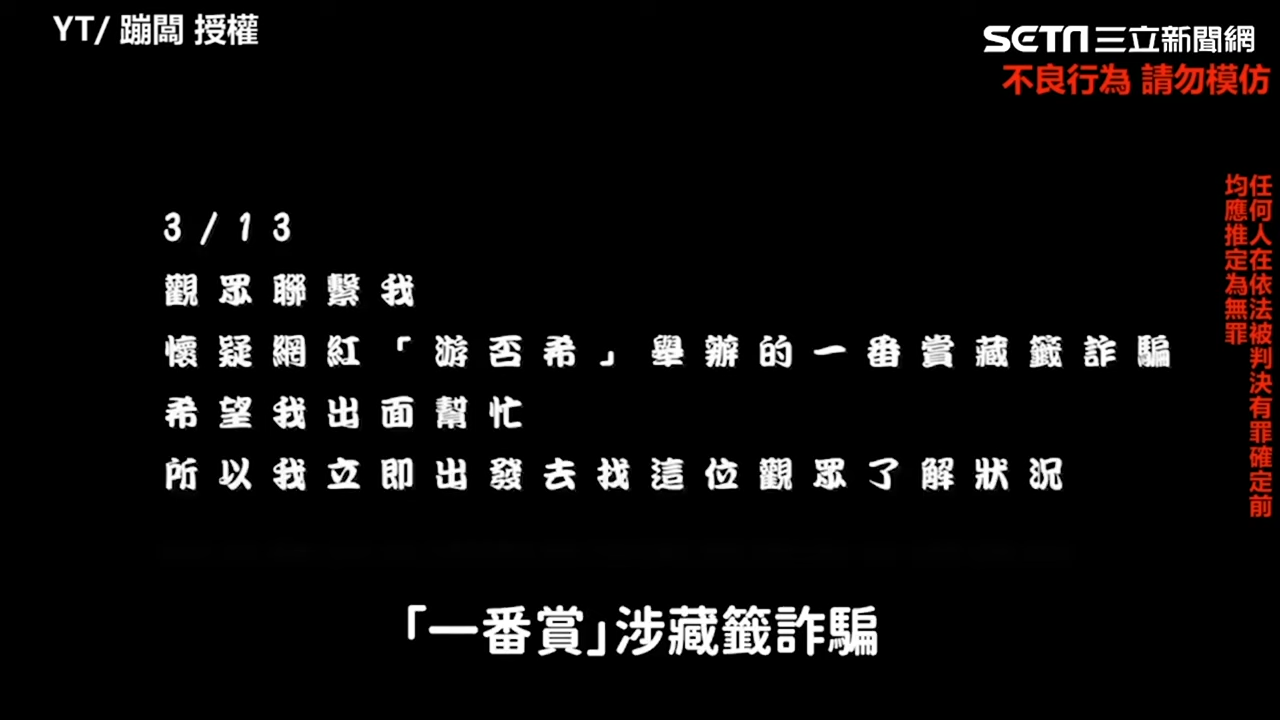 YT/ 蹦闆 授權
SETN三立新聞網
不良行為 請勿模仿
任何人在依法被判決有罪確定前
均應推定為無罪
3/13
觀眾聯繫我
懷疑網紅「游否希」舉辦的一番賞藏籤詐騙
希望我出面幫忙
所以我立即出發去找這位觀眾了解狀況
「一番賞」涉藏籤詐騙